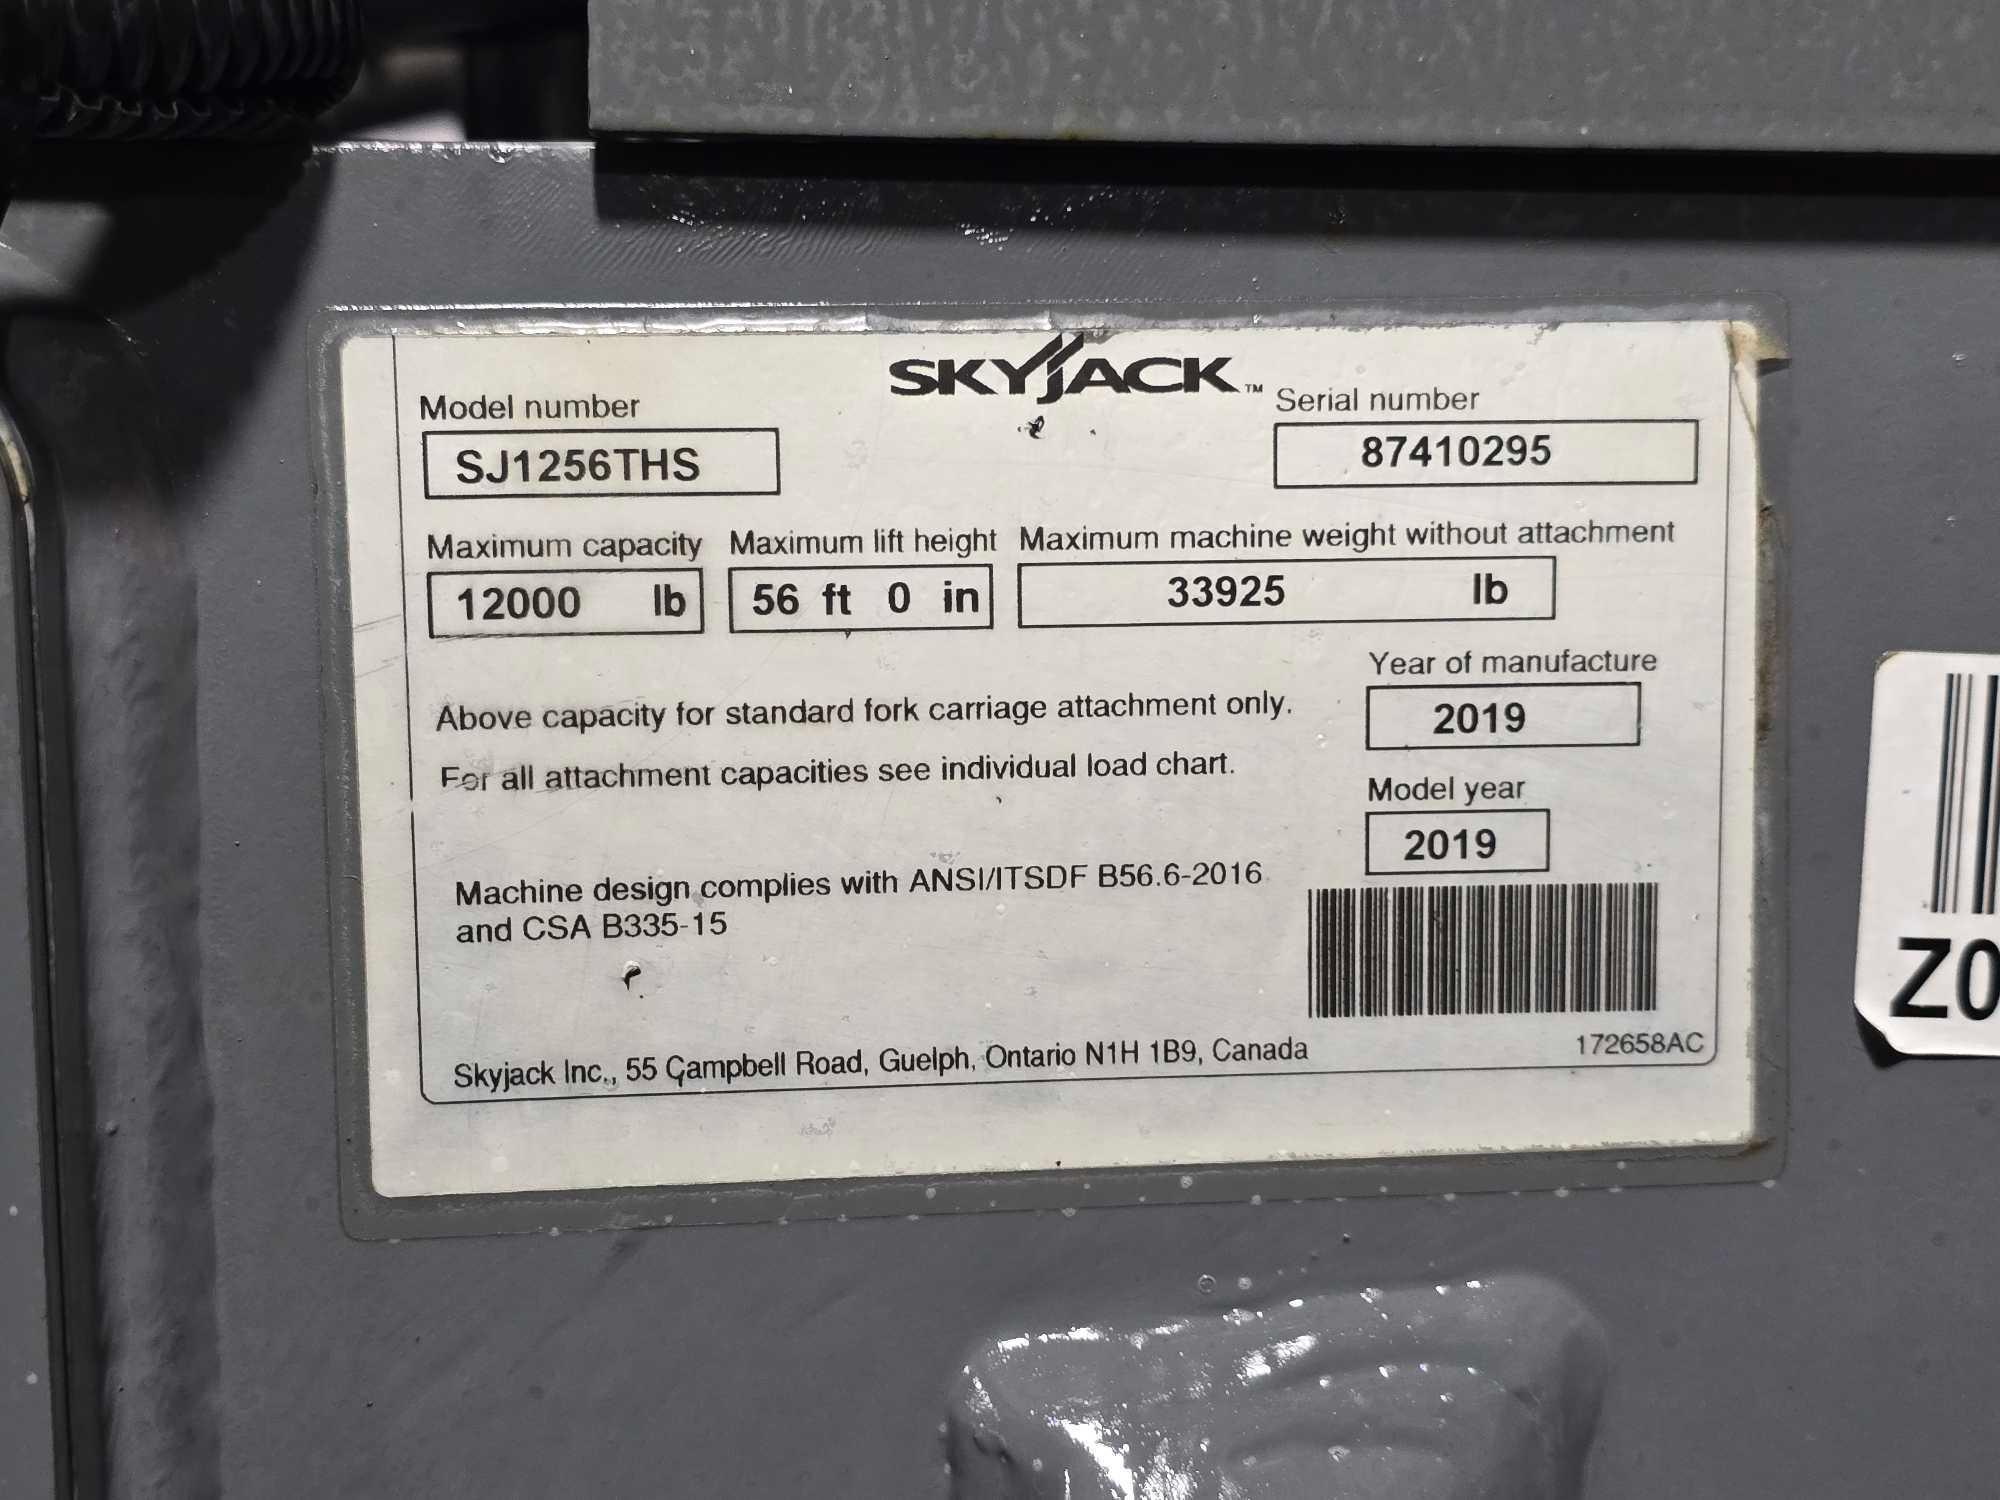 SKYJACK™
Model number
SJ1256THS
Serial number
87410295
Maximum capacity
12000 lb
Maximum lift height
56 ft 0 in
Maximum machine weight without attachment
33925 lb
Year of manufacture
2019
Above capacity for standard fork carriage attachment only.
For all attachment capacities see individual load chart.
Model year
2019
Machine design complies with ANSI/ITSDF B56.6-2016
and CSA B335-15
172658AC
Skyjack Inc., 55 Campbell Road, Guelph, Ontario N1H 1B9, Canada
Z0